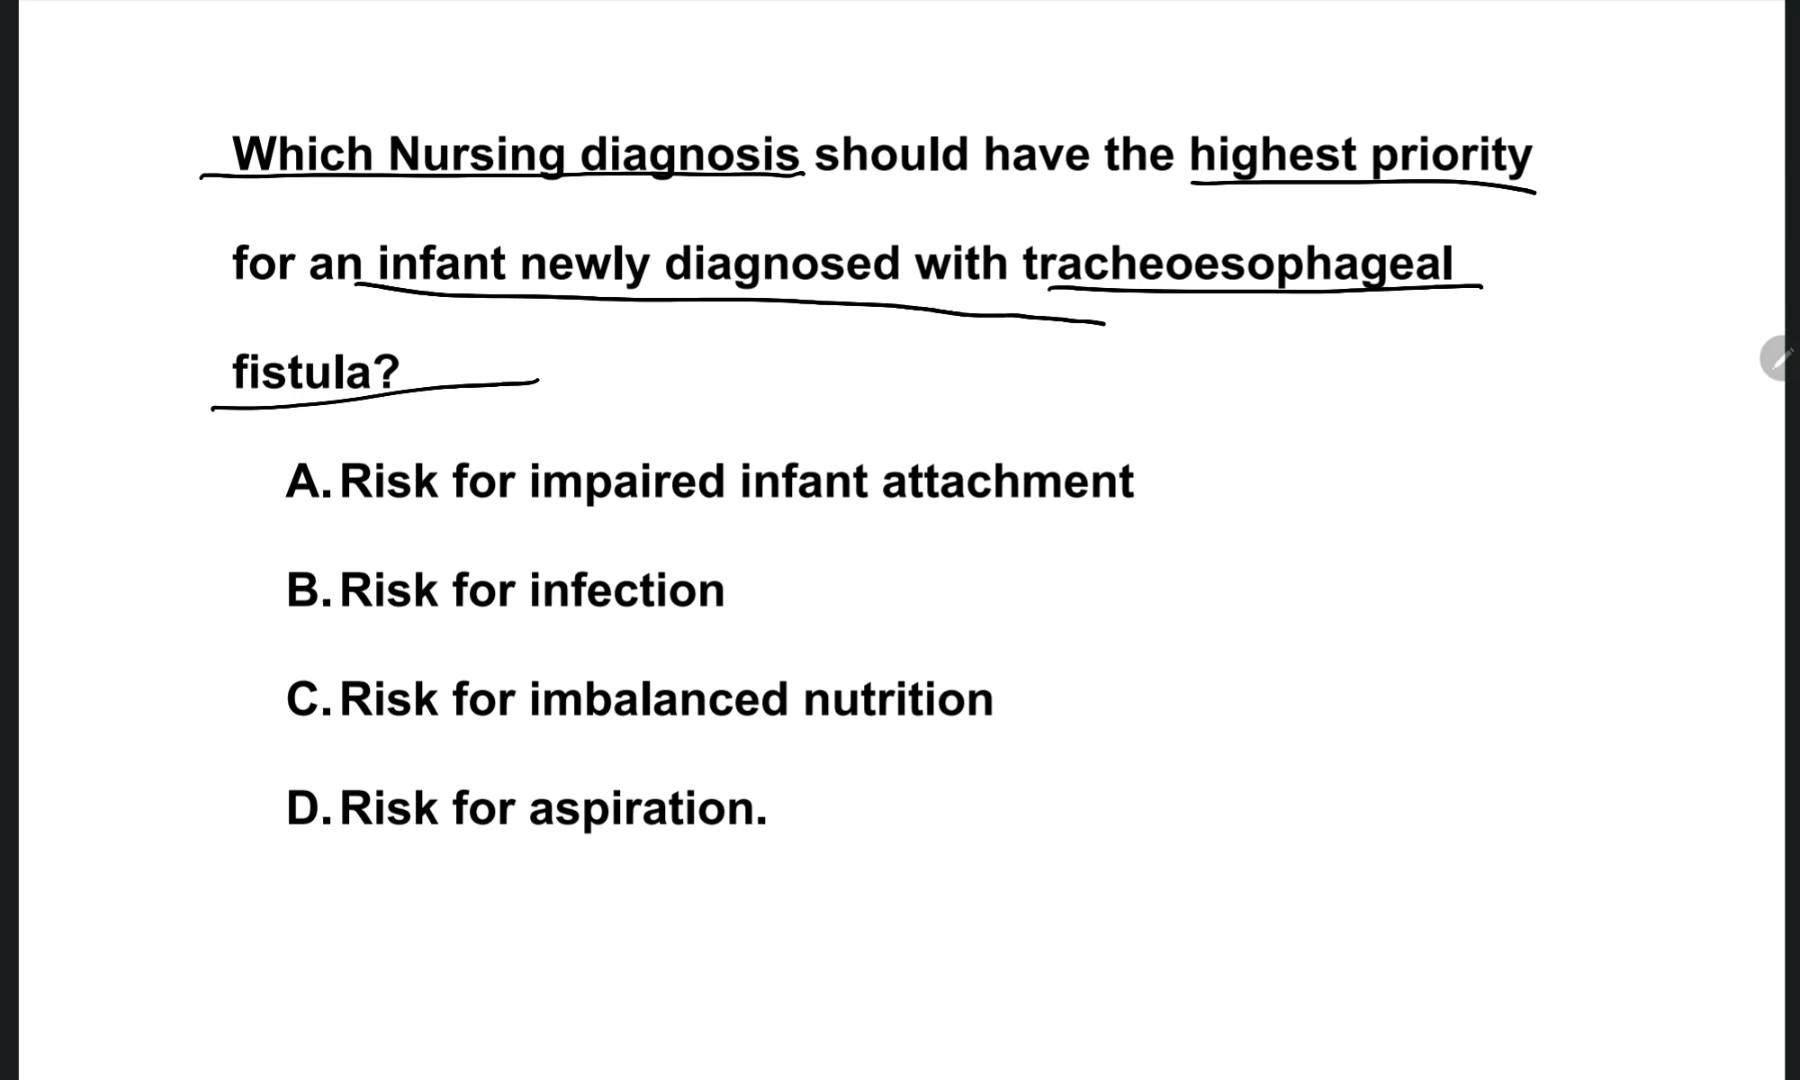 Which Nursing diagnosis should have the highest priority
for an infant newly diagnosed with tracheoesophageal
fistula?
A. Risk for impaired infant attachment
B. Risk for infection
C. Risk for imbalanced nutrition
D. Risk for aspiration.